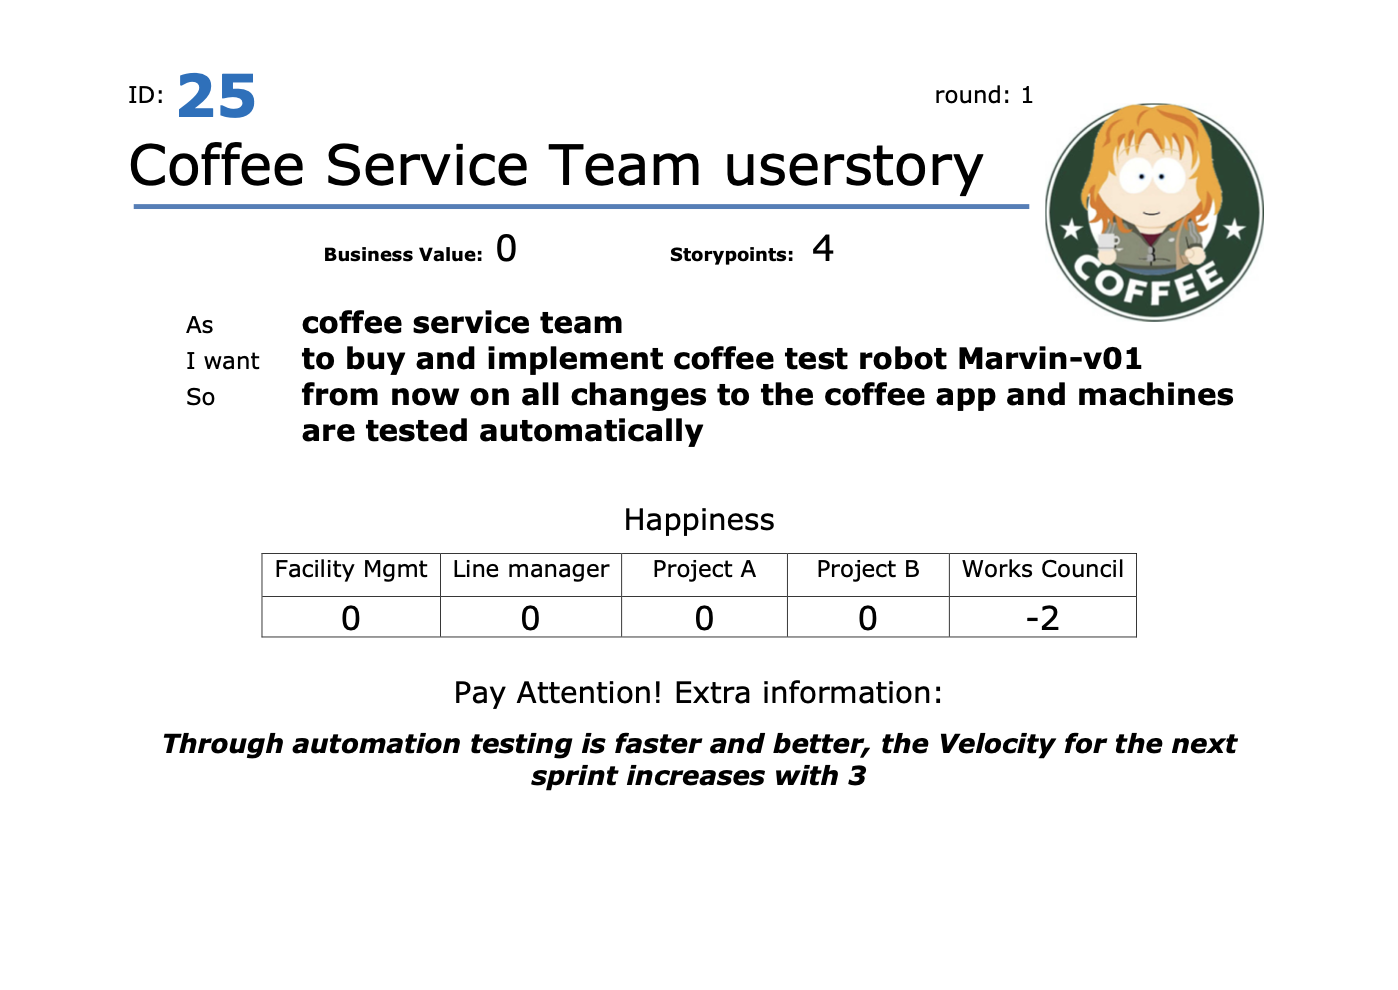 ID: 25
round: 1
Coffee Service Team userstory
Business Value: 0
Storypoints: 4
COFFEE
As coffee service team
I want to buy and implement coffee test robot Marvin-v01
So from now on all changes to the coffee app and machines
are tested automatically
Happiness
Facility Mgmt Line manager Project A Project B Works Council
0 0 0 0 -2
Pay Attention! Extra information:
Through automation testing is faster and better, the Velocity for the next
sprint increases with 3